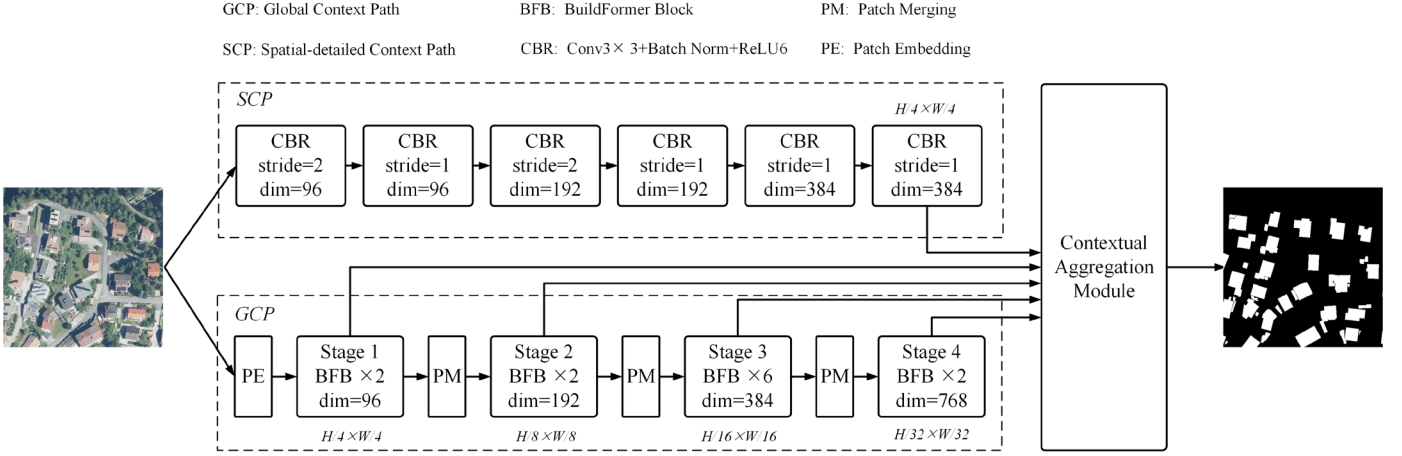 GCP: Global Context Path
BFB: BuildFormer Block
PM: Patch Merging
SCP: Spatial-detailed Context Path
CBR: Conv3× 3+Batch Norm+ReLU6
PE: Patch Embedding
SCP
H/4×W/4
CBR
stride=2
dim=96
CBR
stride=1
dim=96
CBR
stride=2
dim=192
CBR
stride=1
dim=192
CBR
stride=1
dim=384
CBR
stride=1
dim=384
Contextual
Aggregation
Module
GCP
PE
Stage 1
BFB ×2
dim=96
PM
Stage 2
BFB ×2
dim=192
PM
Stage 3
BFB ×6
dim=384
PM
Stage 4
BFB ×2
dim=768
H/4×W/4
H/8×W/8
H/16×W/16
H/32×W/32